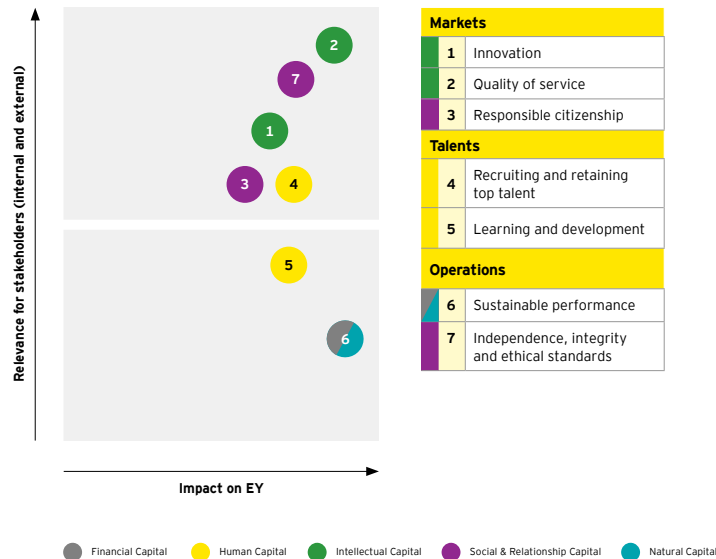 Relevance for stakeholders (internal and external)
2
7
1
3
4
5
6
Impact on EY
Markets
1 Innovation
2 Quality of service
3 Responsible citizenship
Talents
4 Recruiting and retaining
top talent
5 Learning and development
Operations
6 Sustainable performance
7 Independence, integrity
and ethical standards
Financial Capital Human Capital Intellectual Capital Social & Relationship Capital Natural Capital